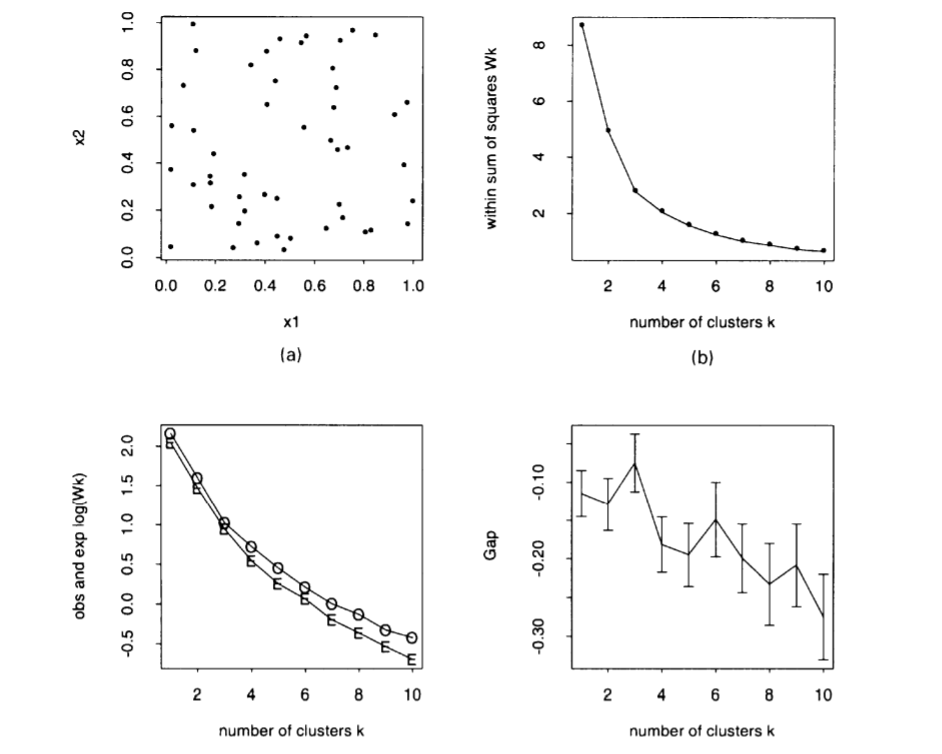 x2
0.0 0.2 0.4 0.6 0.8 1.0
0.0 0.2 0.4 0.6 0.8 1.0
x1
(a)
within sum of squares Wk
2 4 6 8
2 4 6 8 10
number of clusters k
(b)
obs and exp log(Wk)
-0.5 0.0 0.5 1.0 1.5 2.0
O O O O O O O O O O
E E E E E E E E E E
2 4 6 8 10
number of clusters k
Gap
-0.30 -0.20 -0.10
2 4 6 8 10
number of clusters k